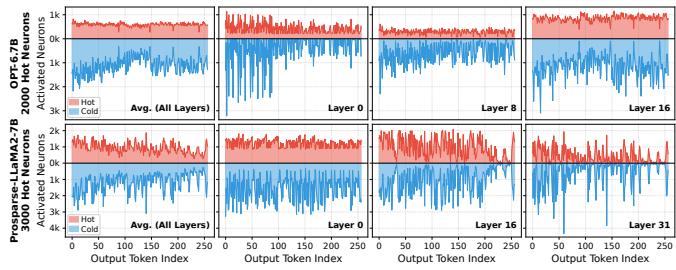 OPT-6.7B
2000 Hot Neurons
Activated Neurons
1k
0k
1k
2k
3k
Hot
Cold
Avg. (All Layers)
Layer 0
Layer 8
Layer 16
Prosparse-LLaMA2-7B
3000 Hot Neurons
Activated Neurons
2k
1k
0k
1k
2k
3k
4k
Hot
Cold
Avg. (All Layers)
Layer 0
Layer 16
Layer 31
0 50 100 150 200 250
0 50 100 150 200 250
0 50 100 150 200 250
0 50 100 150 200 250
Output Token Index
Output Token Index
Output Token Index
Output Token Index